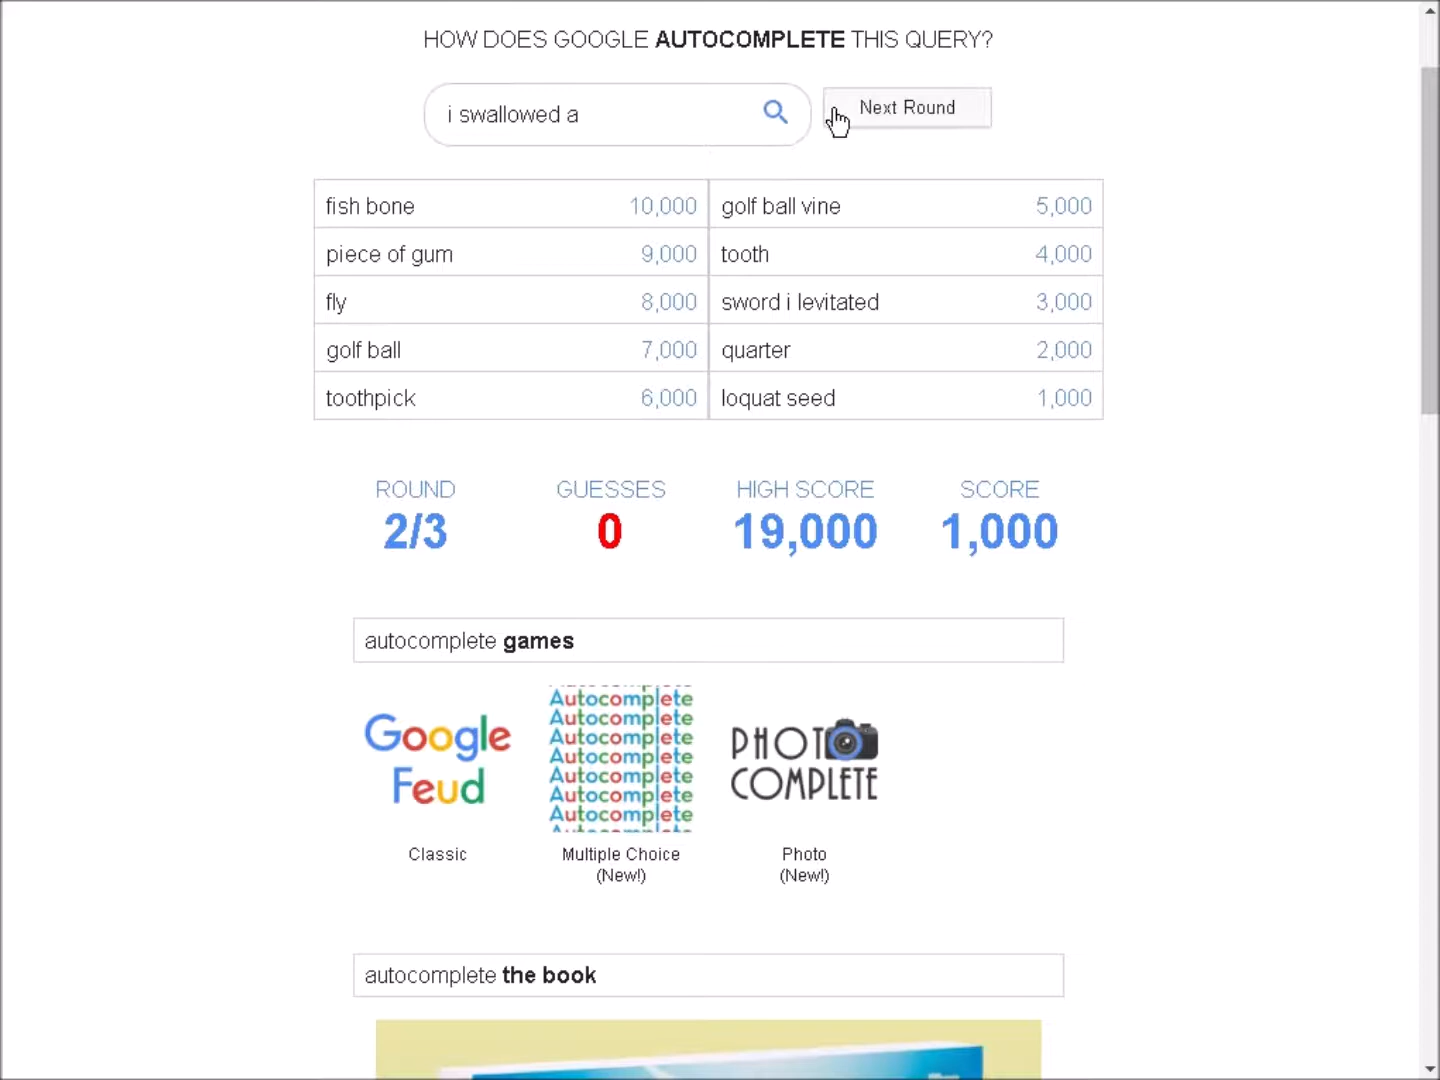 HOW DOES GOOGLE AUTOCOMPLETE THIS QUERY?
i swallowed a
Next Round
fish bone 10,000 golf ball vine 5,000
piece of gum 9,000 tooth 4,000
fly 8,000 sword i levitated 3,000
golf ball 7,000 quarter 2,000
toothpick 6,000 loquat seed 1,000
ROUND GUESSES HIGH SCORE SCORE
2/3 0 19,000 1,000
autocomplete games
Google
Feud
Autocomplete
Autocomplete
Autocomplete
Autocomplete
Autocomplete
Autocomplete
Autocomplete
PHOTO
COMPLETE
Classic
Multiple Choice
(New!)
Photo
(New!)
autocomplete the book